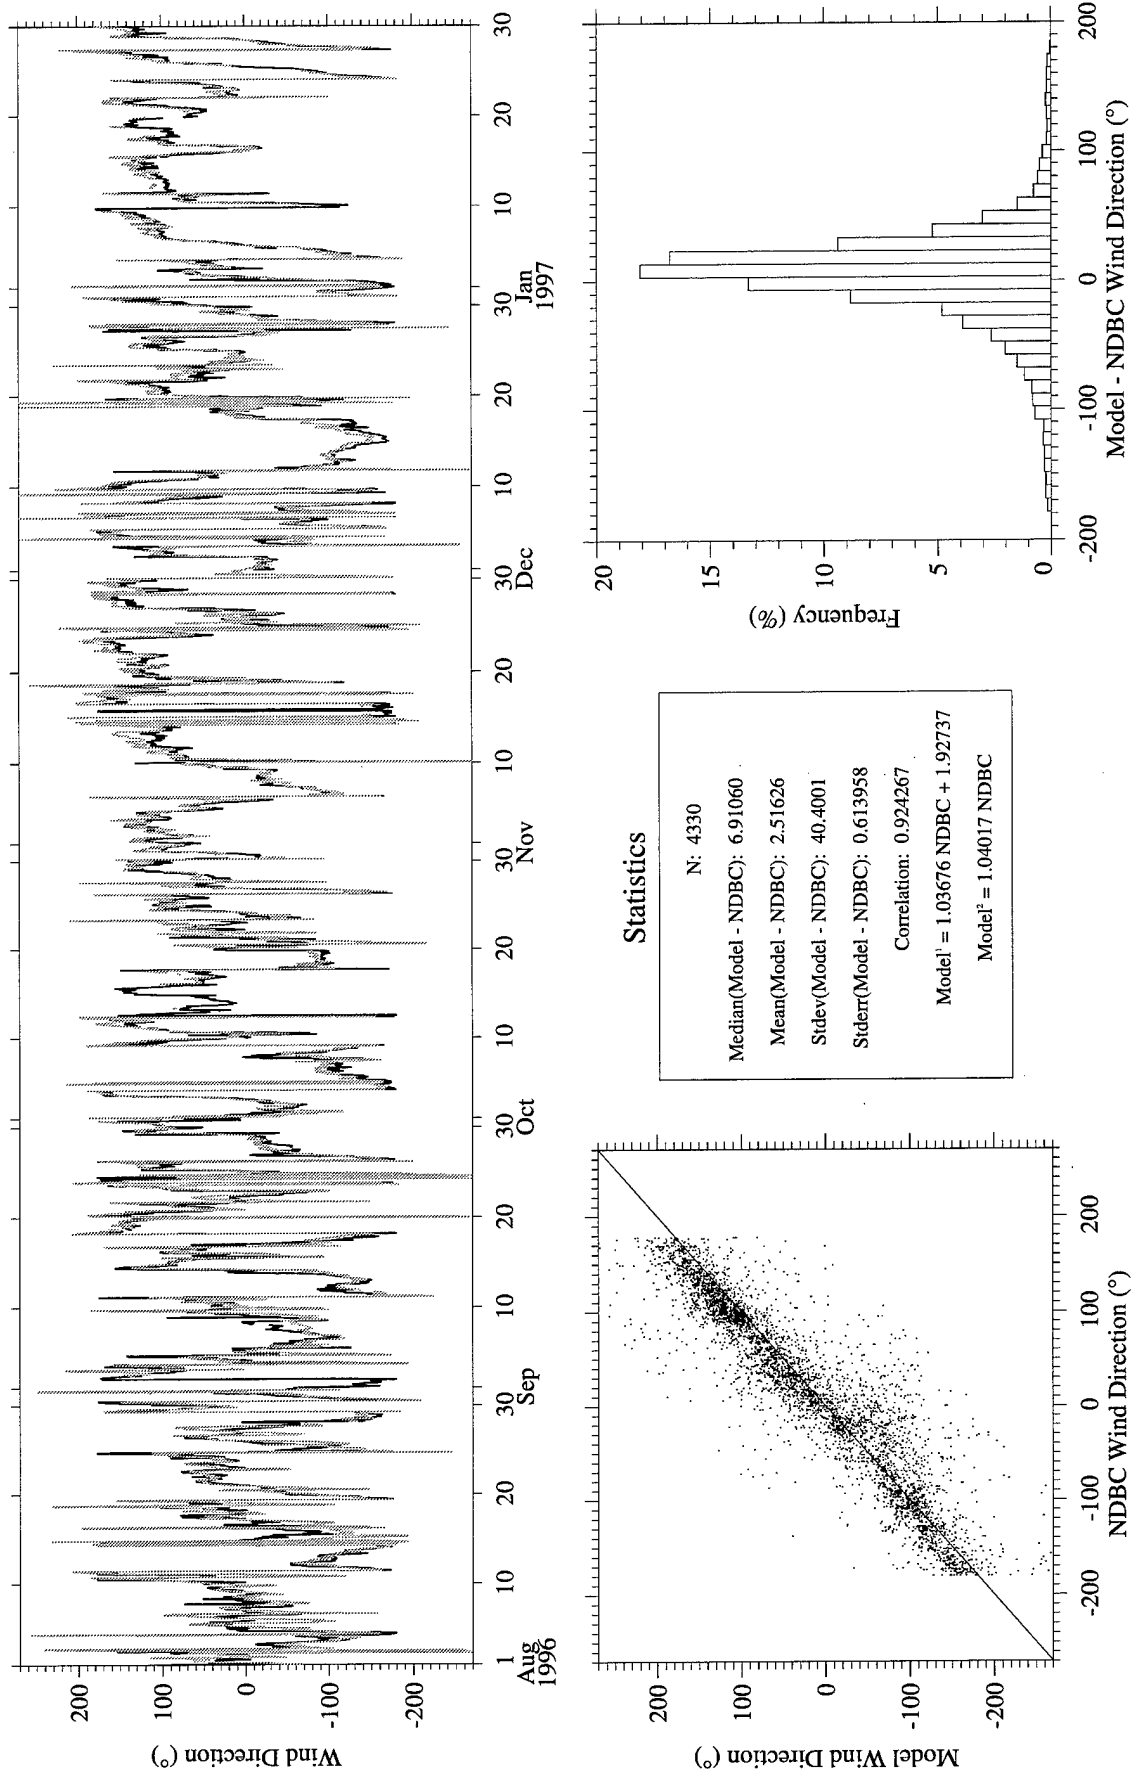 Wind Direction (°)
200
100
0
-100
-200
1 10 20 30 10 20 30 10 20 30 10 20 30 10 20 30 10 20 30
Aug Sep Oct Nov Dec Jan
1996 1997
Model Wind Direction (°)
200
100
0
-100
-200
-200 -100 0 100 200
NDBC Wind Direction (°)
Statistics
N: 4330
Median(Model - NDBC): 6.91060
Mean(Model - NDBC): 2.51626
Stdev(Model - NDBC): 40.4001
Stderr(Model - NDBC): 0.613958
Correlation: 0.924267
Model¹ = 1.03676 NDBC + 1.92737
Model² = 1.04017 NDBC
Frequency (%)
20
15
10
5
0
-200 -100 0 100 200
Model - NDBC Wind Direction (°)